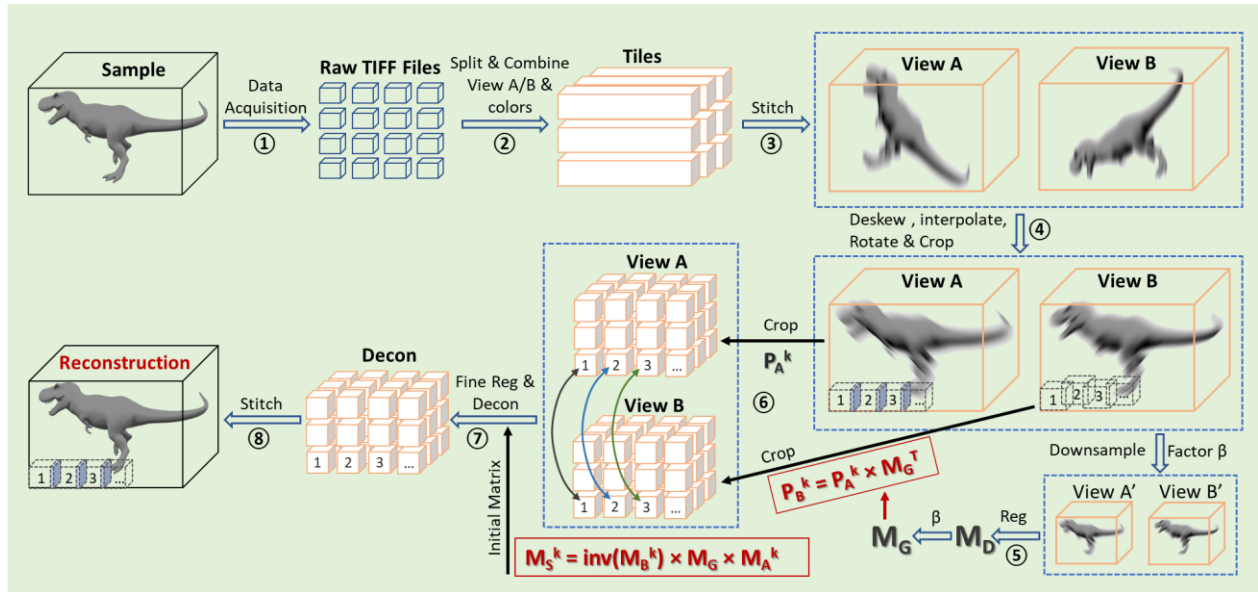 Sample
Data
Acquisition
①
Raw TIFF Files
Split & Combine
View A/B &
colors
②
Tiles
Stitch
③
View A
View B
Deskew , interpolate,
Rotate & Crop
④
View A
View B
1 2 3 ...
1 2 3 ...
Crop
P_A^k
⑥
Crop
P_B^k = P_A^k × M_G^T
Downsample
Factor β
View A’
View B’
Reg
⑤
M_D
β
M_G
View A
1 2 3 ...
View B
1 2 3 ...
Fine Reg &
Decon
⑦
Initial Matrix
M_S^k = inv(M_B^k) × M_G × M_A^k
Decon
1 2 3 ...
Stitch
⑧
Reconstruction
1 2 3 ...